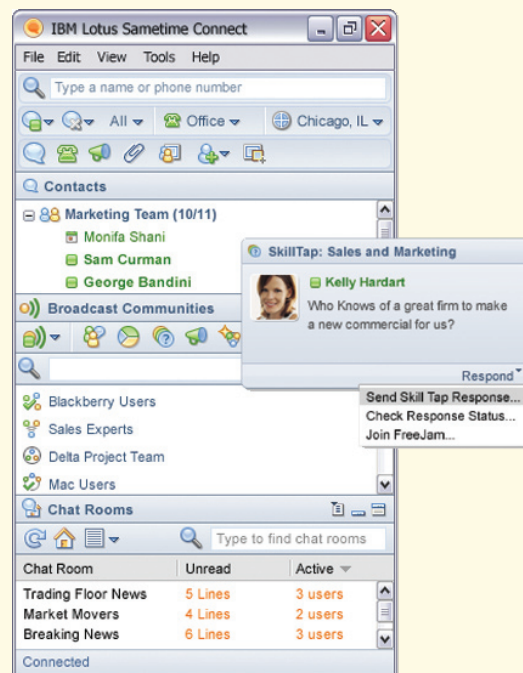 IBM Lotus Sametime Connect
File Edit View Tools Help
Type a name or phone number
All Office Chicago, IL
Contacts
Marketing Team (10/11)
Monifa Shani
Sam Curman
George Bandini
SkillTap: Sales and Marketing
Kelly Hardart
Who Knows of a great firm to make
a new commercial for us?
Respond
Send Skill Tap Response...
Check Response Status...
Join FreeJam...
Broadcast Communities
Blackberry Users
Sales Experts
Delta Project Team
Mac Users
Chat Rooms
Type to find chat rooms
Chat Room Unread Active
Trading Floor News 5 Lines 3 users
Market Movers 4 Lines 2 users
Breaking News 6 Lines 3 users
Connected